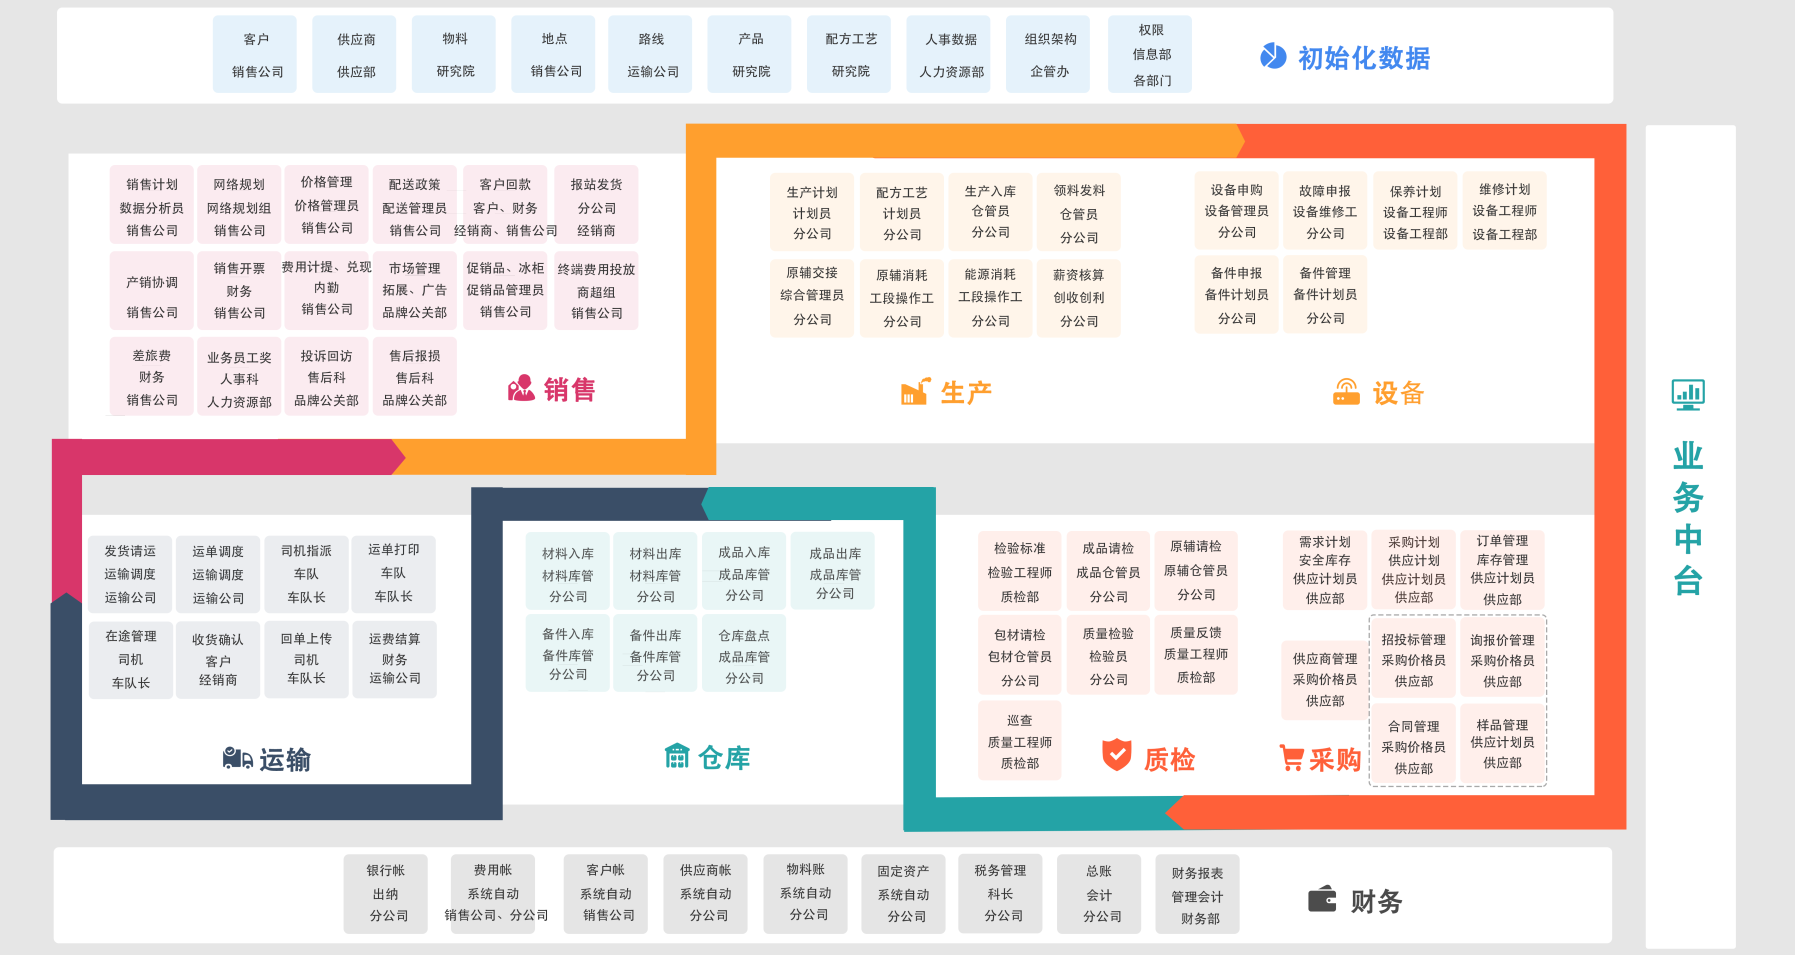 客户
销售公司
供应商
供应部
物料
研究院
地点
销售公司
路线
运输公司
产品
研究院
配方工艺
研究院
人事数据
人力资源部
组织架构
企管办
权限
信息部
各部门
初始化数据
销售计划
数据分析员
销售公司
网络规划
网络规划组
销售公司
价格管理
价格管理员
销售公司
配送政策
配送管理员
销售公司
客户回款
客户、财务
经销商、销售公司
报站发货
分公司
经销商
产销协调
销售公司
销售开票
财务
销售公司
费用计提、兑现
内勤
销售公司
市场管理
拓展、广告
品牌公关部
促销品、冰柜
促销品管理员
销售公司
终端费用投放
商超组
销售公司
差旅费
财务
销售公司
业务员工奖
人事科
人力资源部
投诉回访
售后科
品牌公关部
售后报损
售后科
品牌公关部
销售
生产计划
计划员
分公司
配方工艺
计划员
分公司
生产入库
仓管员
分公司
领料发料
仓管员
分公司
原辅交接
综合管理员
分公司
原辅消耗
工段操作工
分公司
能源消耗
工段操作工
分公司
薪资核算
创收创利
分公司
生产
设备申购
设备管理员
分公司
故障申报
设备维修工
分公司
保养计划
设备工程师
设备工程部
维修计划
设备工程师
设备工程部
备件申报
备件计划员
分公司
备件管理
备件计划员
分公司
设备
业务中台
发货请运
运输调度
运输公司
运单调度
运输调度
运输公司
司机指派
车队
车队长
运单打印
车队
车队长
在途管理
司机
车队长
收货确认
客户
经销商
回单上传
司机
车队长
运费结算
财务
运输公司
运输
材料入库
材料库管
分公司
材料出库
材料库管
分公司
成品入库
成品库管
分公司
成品出库
成品库管
分公司
备件入库
备件库管
分公司
备件出库
备件库管
分公司
仓库盘点
成品库管
分公司
仓库
检验标准
检验工程师
质检部
成品请检
成品仓管员
分公司
原辅请检
原辅仓管员
分公司
包材请检
包材仓管员
分公司
质量检验
检验员
分公司
质量反馈
质量工程师
质检部
巡查
质量工程师
质检部
质检
需求计划
安全库存
供应计划员
供应部
采购计划
供应计划
供应计划员
供应部
订单管理
库存管理
供应计划员
供应部
供应商管理
采购价格员
供应部
招投标管理
采购价格员
供应部
询报价管理
采购价格员
供应部
合同管理
采购价格员
供应部
样品管理
供应计划员
供应部
采购
银行帐
出纳
分公司
费用帐
系统自动
销售公司、分公司
客户帐
系统自动
销售公司
供应商帐
系统自动
分公司
物料账
系统自动
分公司
固定资产
系统自动
分公司
税务管理
科长
分公司
总账
会计
分公司
财务报表
管理会计
财务部
财务